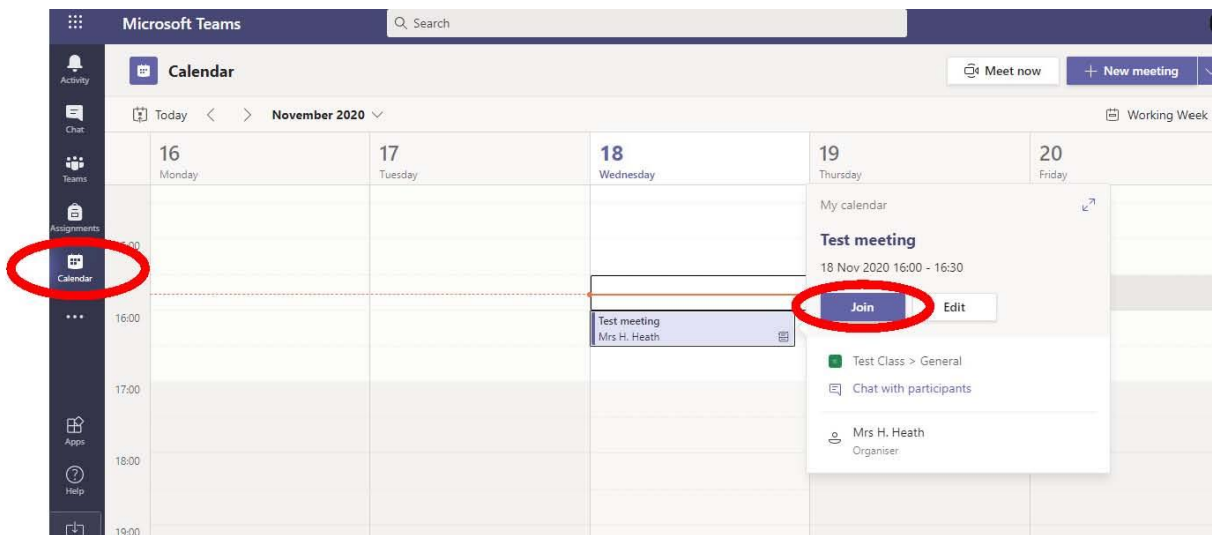 Microsoft Teams
Search
Activity
Calendar
Meet now
+ New meeting
Chat
Today
November 2020
Working Week
Teams
16
Monday
17
Tuesday
18
Wednesday
19
Thursday
20
Friday
Assignments
Calendar
My calendar
Test meeting
18 Nov 2020 16:00 - 16:30
Join
Edit
16:00
Test meeting
Mrs H. Heath
Test Class > General
Chat with participants
17:00
Mrs H. Heath
Organiser
Apps
18:00
Help
19:00